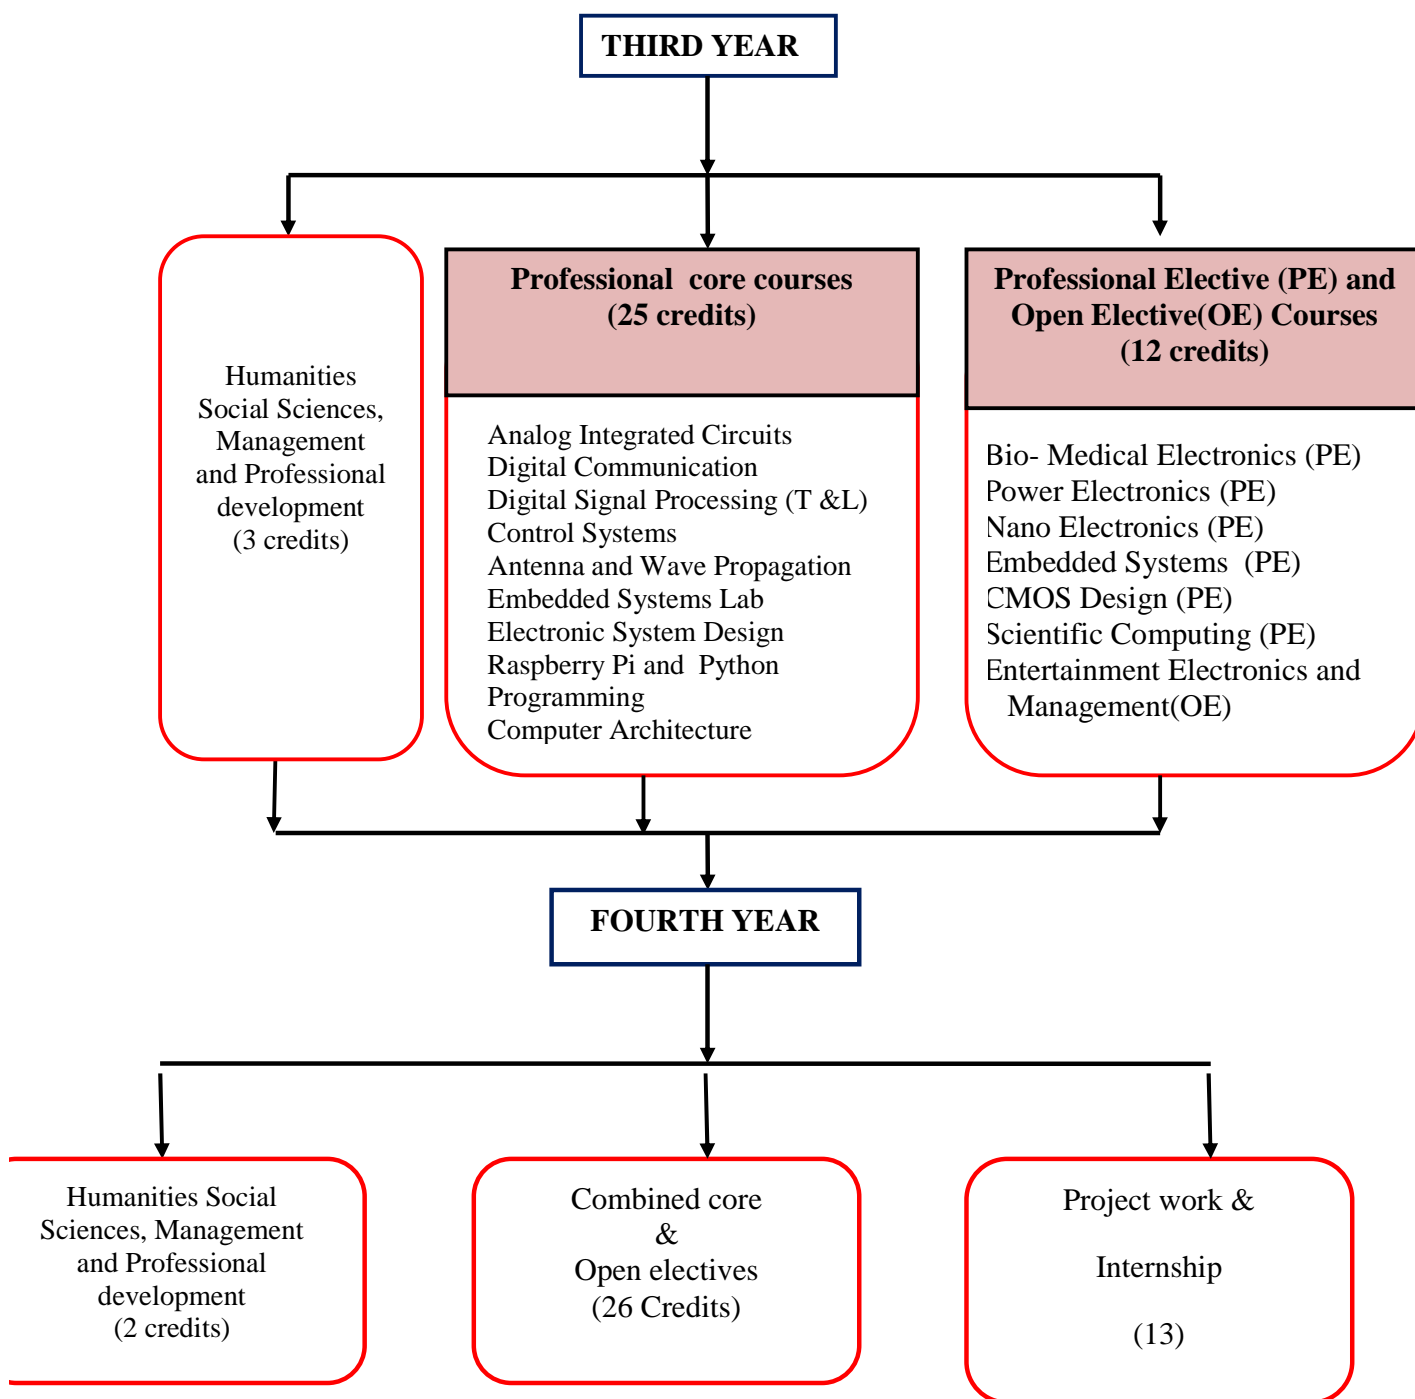 THIRD YEAR
Humanities
Social Sciences,
Management
and Professional
development
(3 credits)
Professional core courses
(25 credits)
Analog Integrated Circuits
Digital Communication
Digital Signal Processing (T &L)
Control Systems
Antenna and Wave Propagation
Embedded Systems Lab
Electronic System Design
Raspberry Pi and Python
Programming
Computer Architecture
Professional Elective (PE) and
Open Elective(OE) Courses
(12 credits)
Bio- Medical Electronics (PE)
Power Electronics (PE)
Nano Electronics (PE)
Embedded Systems (PE)
CMOS Design (PE)
Scientific Computing (PE)
Entertainment Electronics and
Management(OE)
FOURTH YEAR
Humanities Social
Sciences, Management
and Professional
development
(2 credits)
Combined core
&
Open electives
(26 Credits)
Project work &
Internship
(13)